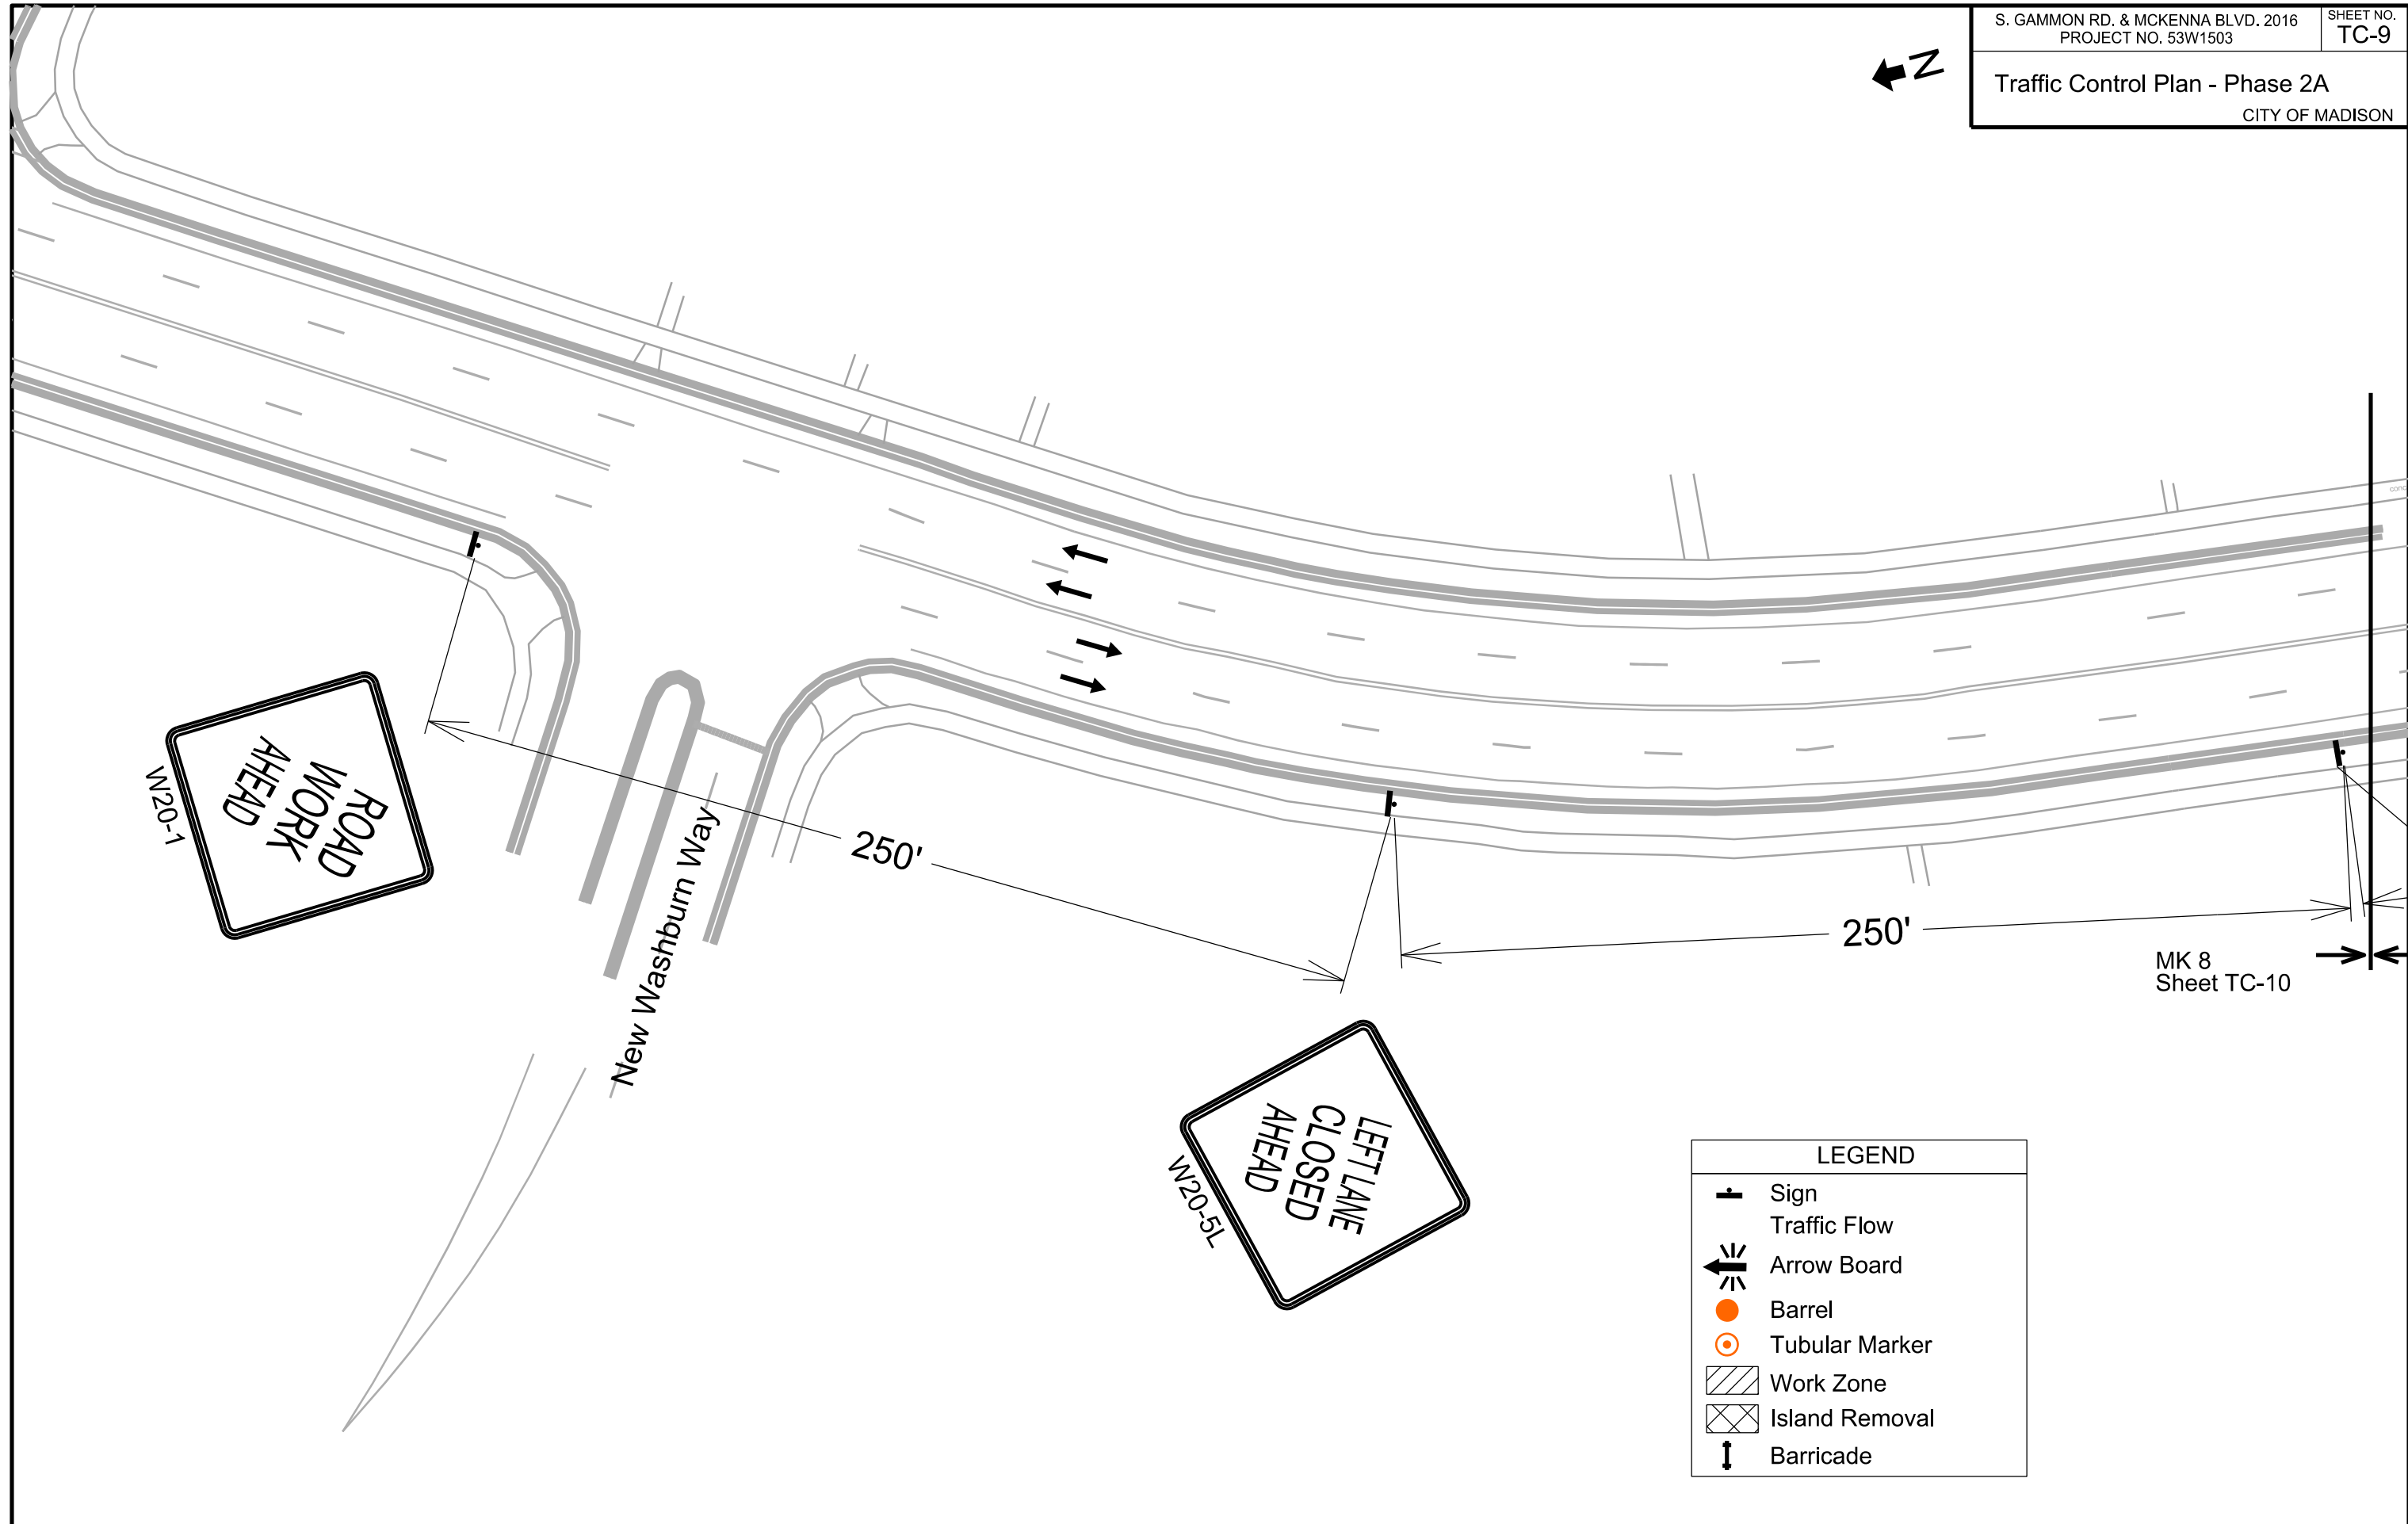 S. GAMMON RD. & MCKENNA BLVD. 2016
PROJECT NO. 53W1503
SHEET NO.
TC-9
Traffic Control Plan - Phase 2A
CITY OF MADISON
N
ROAD
WORK
AHEAD
W20-1
New Washburn Way
250'
250'
MK 8
Sheet TC-10
LEFT LANE
CLOSED
AHEAD
W20-5L
LEGEND
Sign
Traffic Flow
Arrow Board
Barrel
Tubular Marker
Work Zone
Island Removal
Barricade